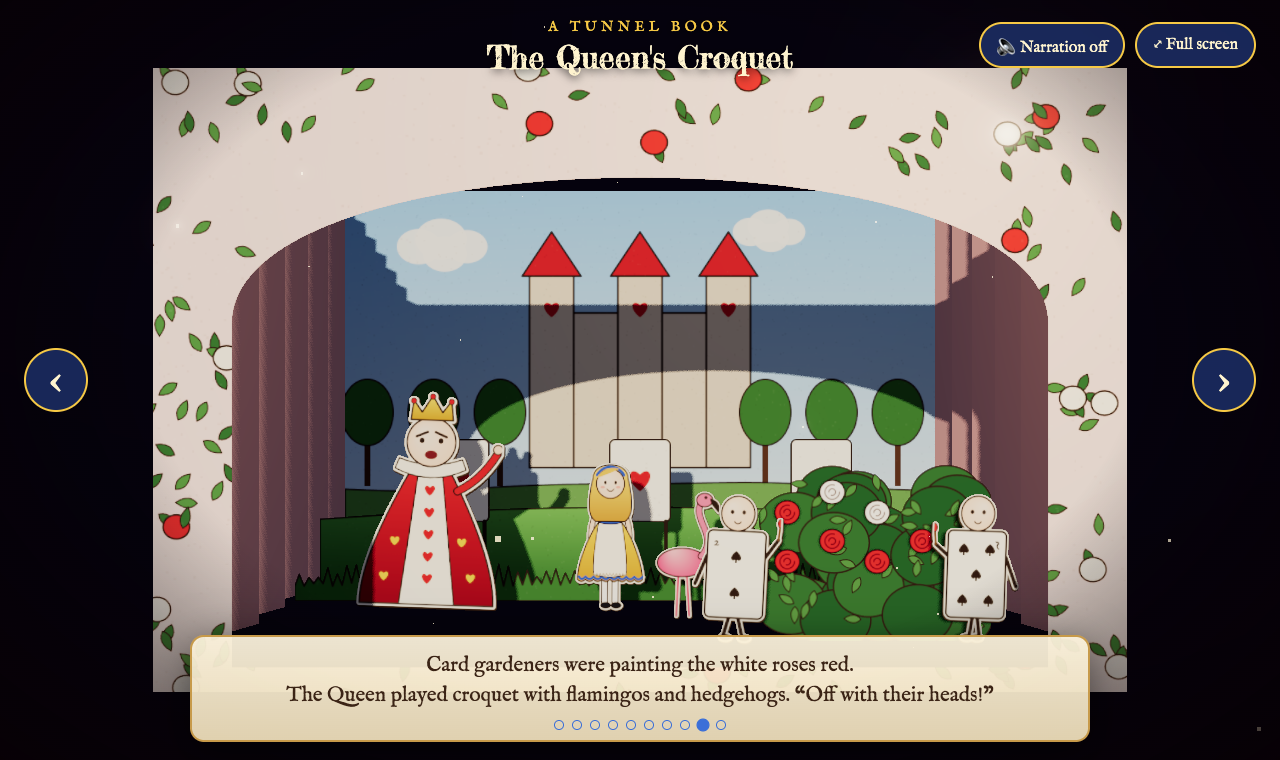 A TUNNEL BOOK
The Queen's Croquet
Narration off
Full screen
2
Card gardeners were painting the white roses red.
The Queen played croquet with flamingos and hedgehogs. “Off with their heads!”